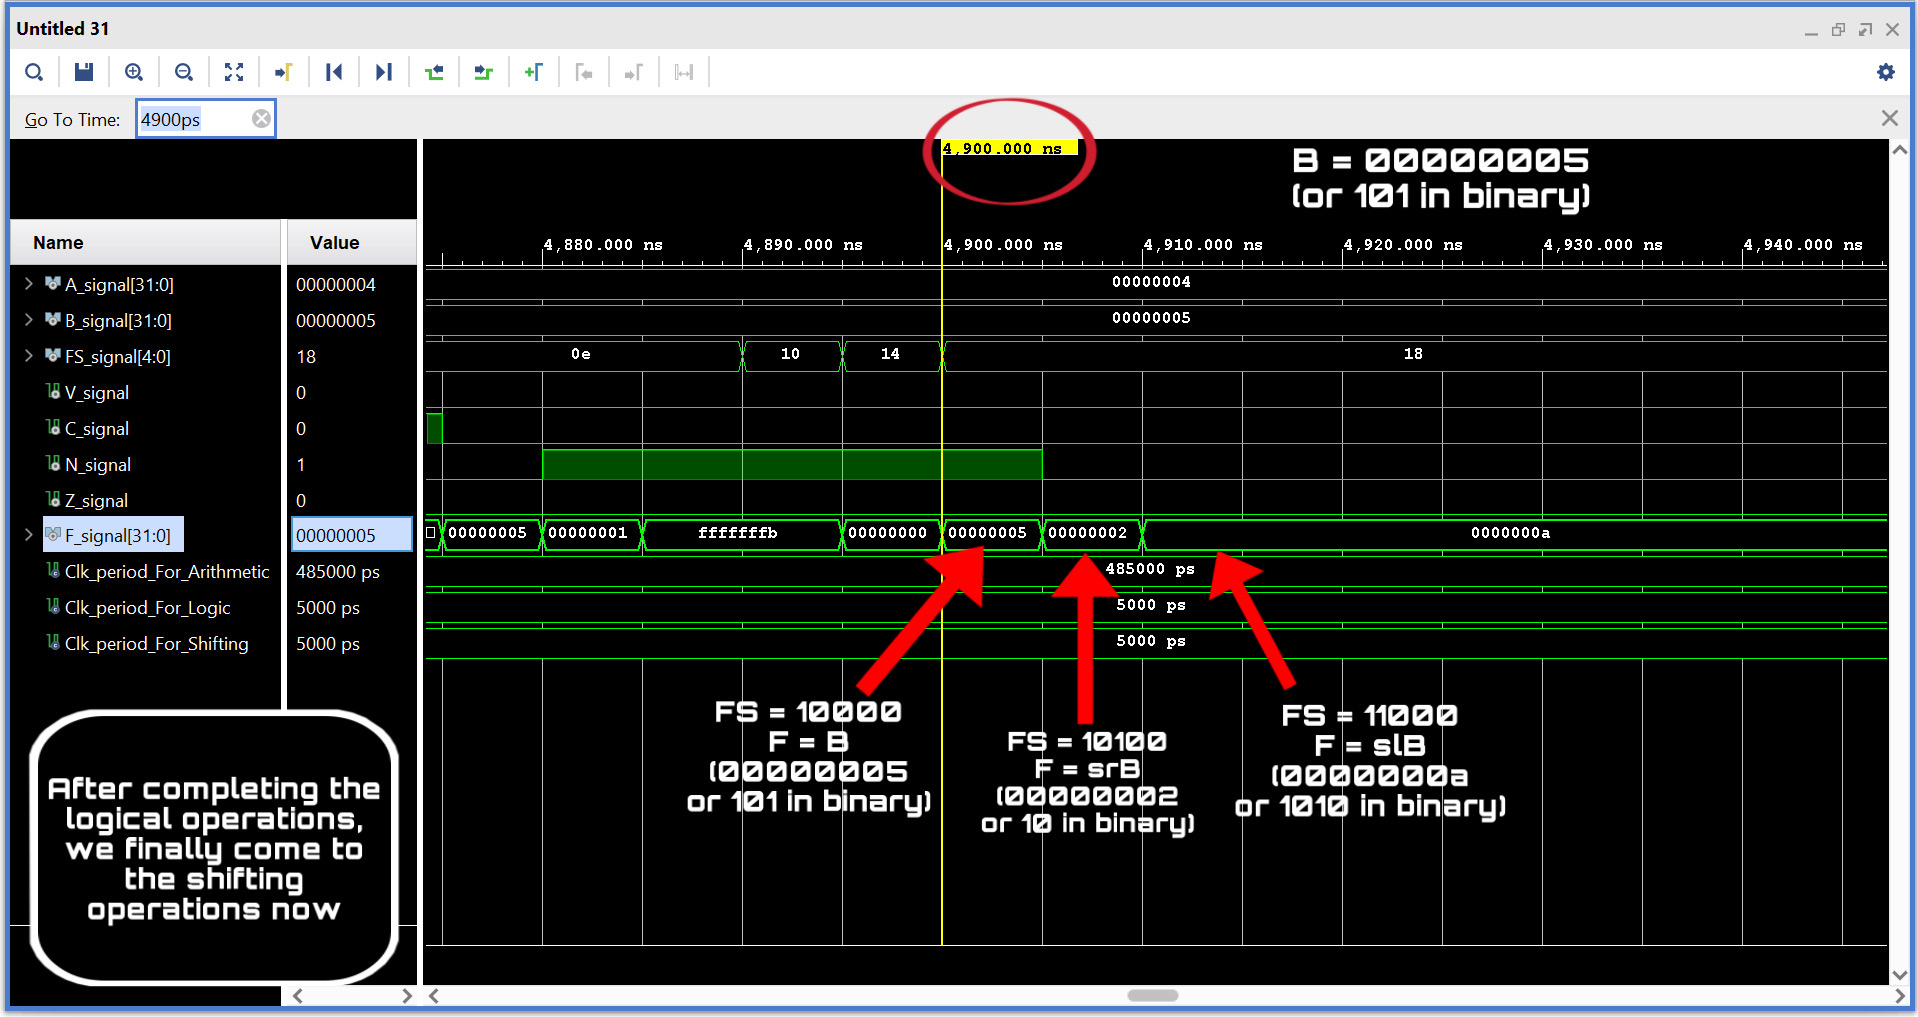 Untitled 31
Go To Time: 4900ps
4,900.000 ns
B = 00000005
(or 101 in binary)
Name Value
4,880.000 ns 4,890.000 ns 4,900.000 ns 4,910.000 ns 4,920.000 ns 4,930.000 ns 4,940.000 ns
A_signal[31:0] 00000004 00000004
B_signal[31:0] 00000005 00000005
FS_signal[4:0] 18 0e 10 14 18
V_signal 0
C_signal 0
N_signal 1
Z_signal 0
F_signal[31:0] 00000005 00000005 00000001 fffffffb 00000000 00000005 00000002 0000000a
Clk_period_For_Arithmetic 485000 ps 485000 ps
Clk_period_For_Logic 5000 ps 5000 ps
Clk_period_For_Shifting 5000 ps 5000 ps
FS = 10000
F = B
(00000005
or 101 in binary)
FS = 10100
F = srB
(00000002
or 10 in binary)
FS = 11000
F = slB
(0000000a
or 1010 in binary)
After completing the
logical operations,
we finally come to
the shifting
operations now